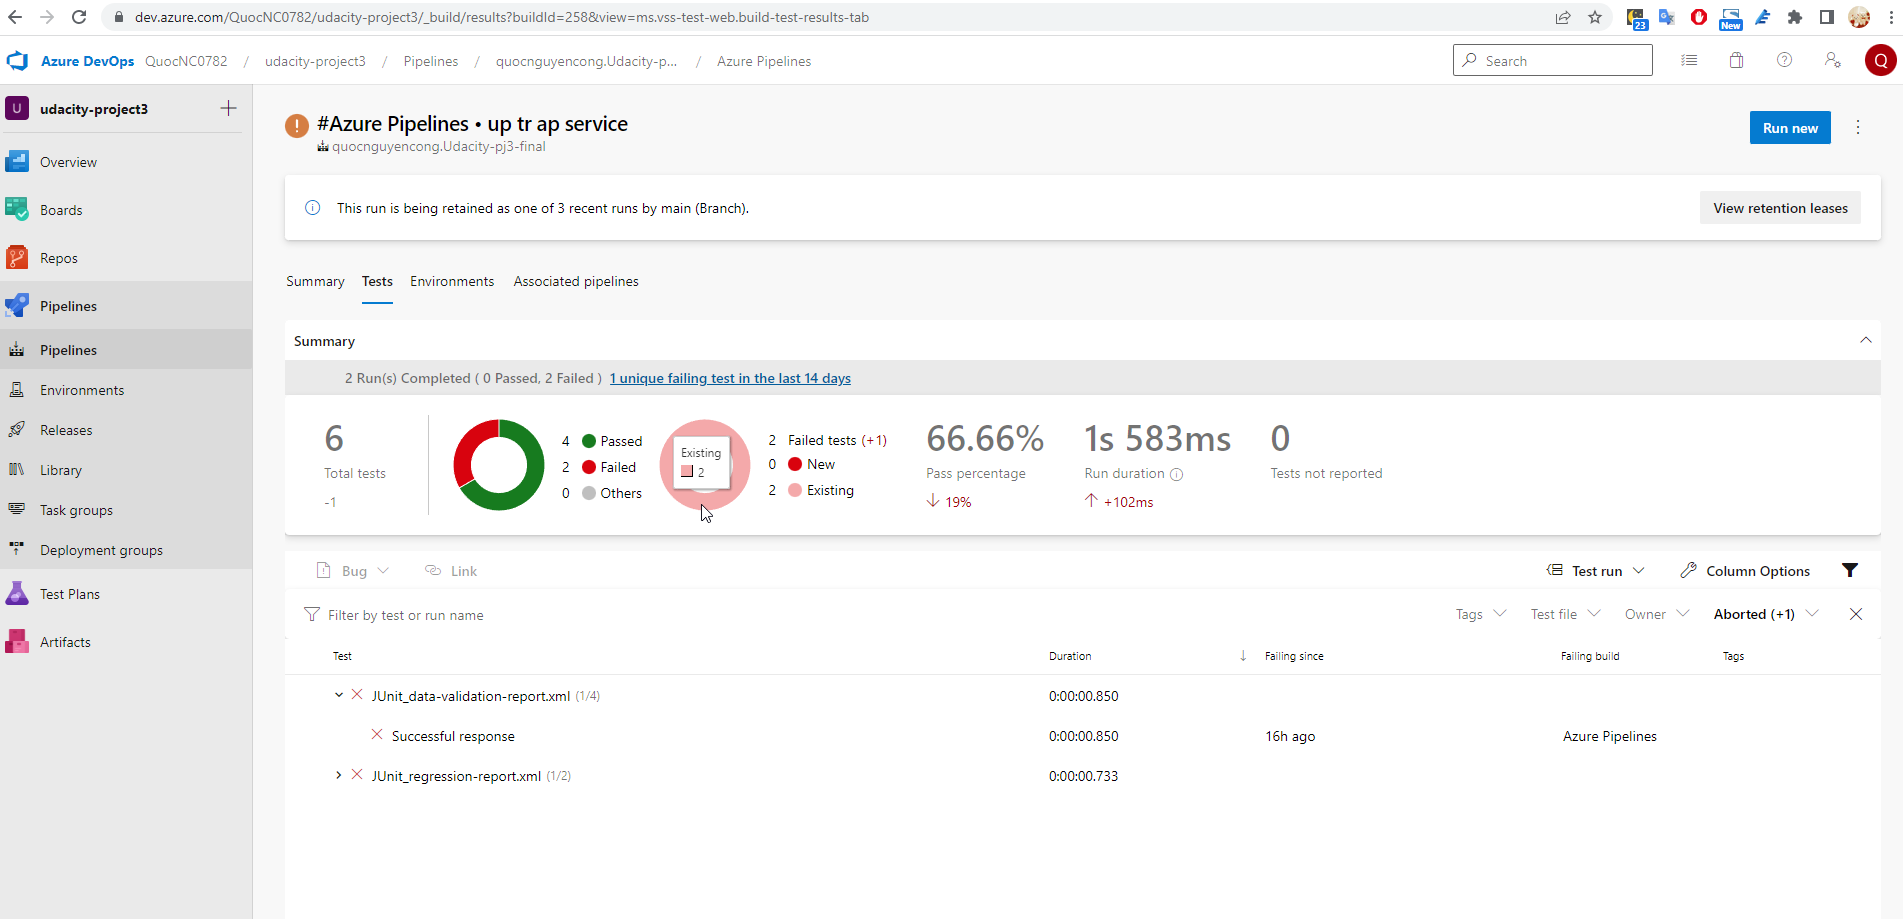 dev.azure.com/QuocNC0782/udacity-project3/_build/results?buildId=258&view=ms.vss-test-web.build-test-results-tab
23
New
Azure DevOps QuocNC0782 / udacity-project3 / Pipelines / quocnguyencong.Udacity-p... / Azure Pipelines
Search
Q
U udacity-project3
Overview
Boards
Repos
Pipelines
Pipelines
Environments
Releases
Library
Task groups
Deployment groups
Test Plans
Artifacts
#Azure Pipelines • up tr ap service
quocnguyencong.Udacity-pj3-final
Run new
This run is being retained as one of 3 recent runs by main (Branch).
View retention leases
Summary Tests Environments Associated pipelines
Summary
2 Run(s) Completed ( 0 Passed, 2 Failed ) 1 unique failing test in the last 14 days
6
Total tests
-1
4 Passed
2 Failed
0 Others
Existing
2
2 Failed tests (+1)
0 New
2 Existing
66.66%
Pass percentage
19%
1s 583ms
Run duration
+102ms
0
Tests not reported
Bug Link Test run Column Options
Filter by test or run name Tags Test file Owner Aborted (+1)
Test Duration Failing since Failing build Tags
JUnit_data-validation-report.xml (1/4) 0:00:00.850
Successful response 0:00:00.850 16h ago Azure Pipelines
JUnit_regression-report.xml (1/2) 0:00:00.733